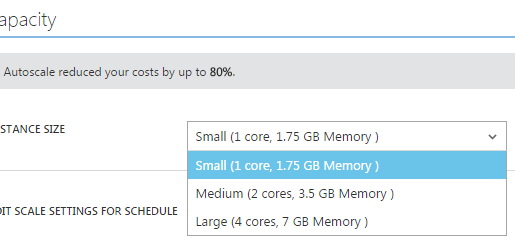 apacity
Autoscale reduced your costs by up to 80%.
STANCE SIZE
Small (1 core, 1.75 GB Memory )
Small (1 core, 1.75 GB Memory )
Medium (2 cores, 3.5 GB Memory )
Large (4 cores, 7 GB Memory )
IT SCALE SETTINGS FOR SCHEDULE